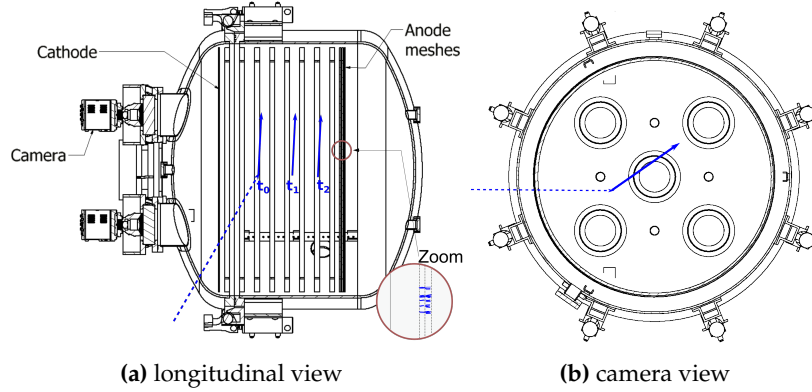 Cathode
Anode
meshes
Camera
t₀
t₁
t₂
Zoom
(a) longitudinal view
(b) camera view